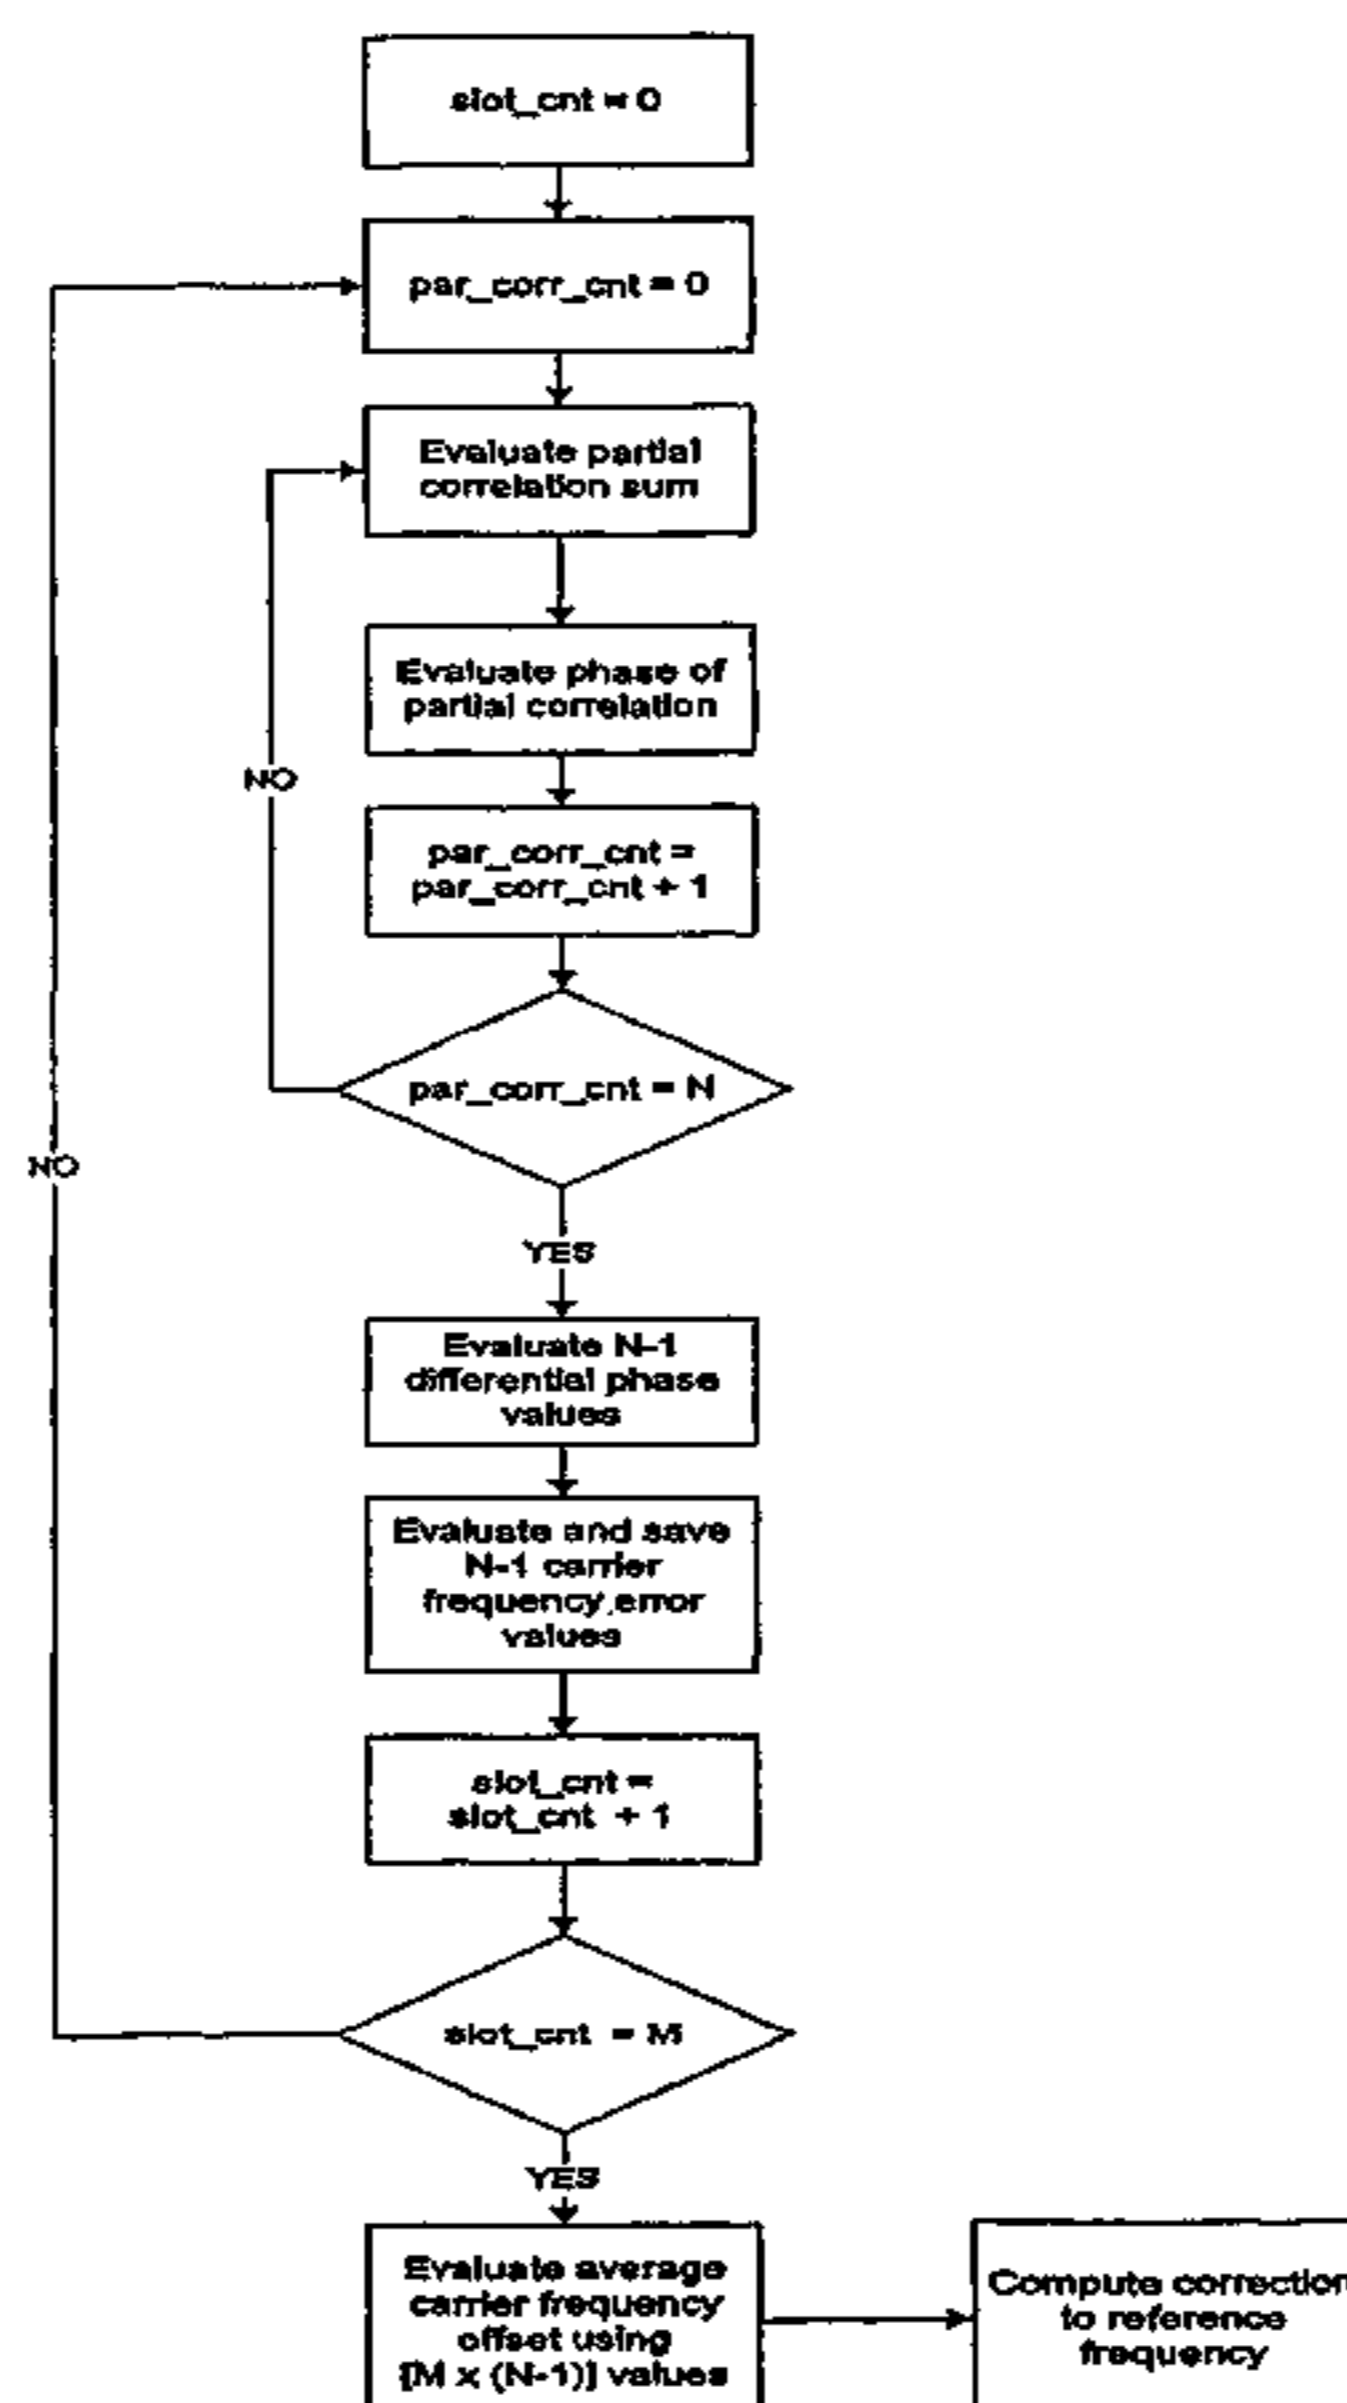 slot_cnt = 0
par_corr_cnt = 0
Evaluate partial
correlation sum
Evaluate phase of
partial correlation
NO
par_corr_cnt =
par_corr_cnt + 1
par_corr_cnt = N
NO
YES
Evaluate N-1
differential phase
values
Evaluate and save
N-1 carrier
frequency error
values
slot_cnt =
slot_cnt + 1
slot_cnt = M
YES
Evaluate average
carrier frequency
offset using
[M x (N-1)] values
Compute correction
to reference
frequency